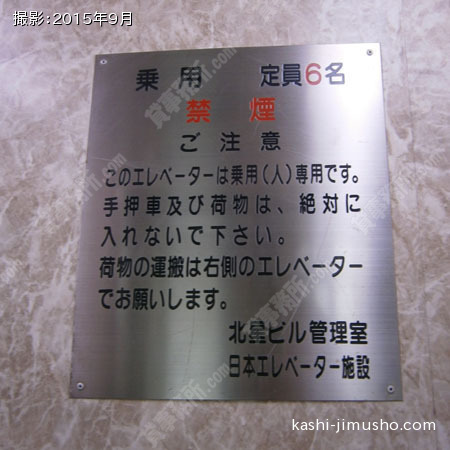 撮影:2015年9月
乗用 定員6名
禁煙
ご注意
このエレベーターは乗用(人)専用です。
手押車及び荷物は、絶対に
入れないで下さい。
荷物の運搬は右側のエレベーター
でお願いします。
北星ビル管理室
日本エレベーター施設
kashi-jimusho.com